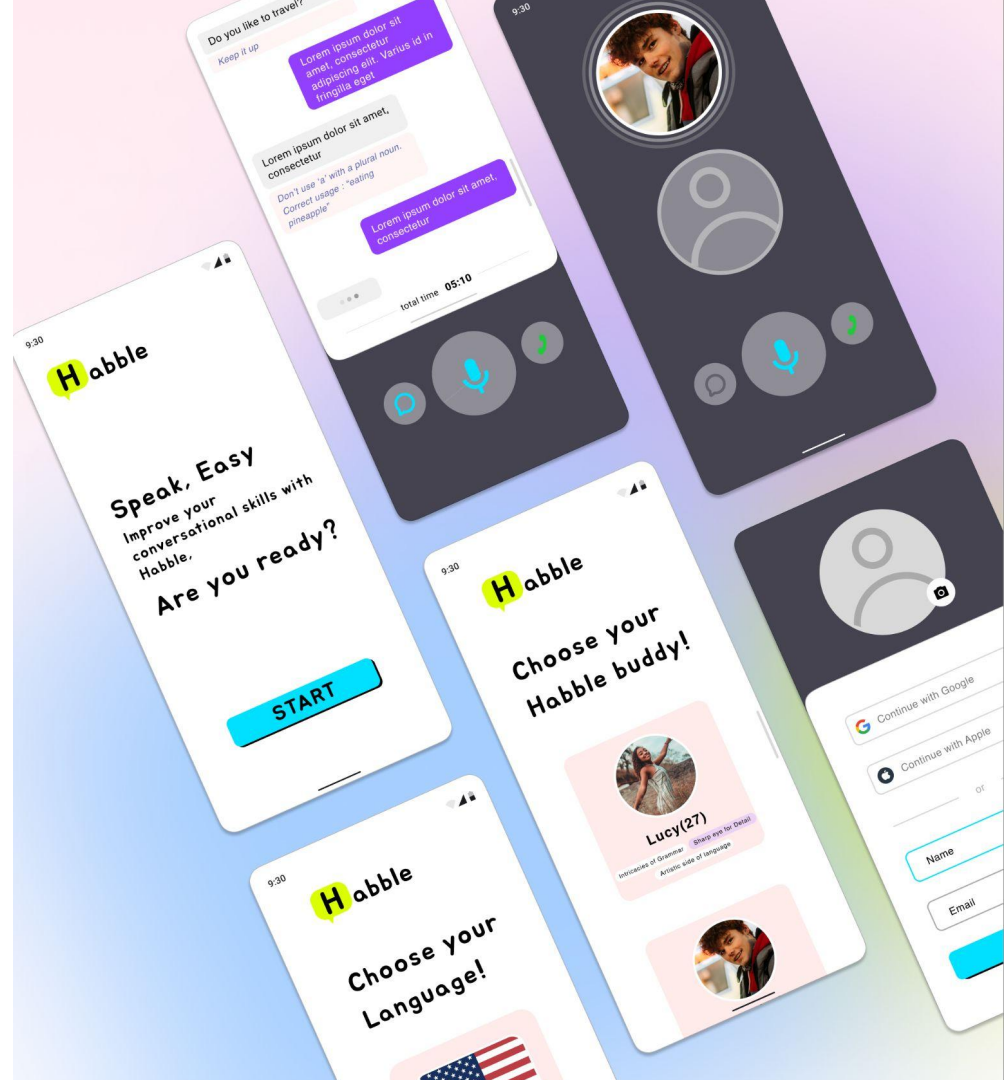 Do you like to travel?
Keep it up
Lorem ipsum dolor sit
amet, consectetur
adipiscing elit. Varius id in
fringilla eget
Lorem ipsum dolor sit amet,
consectetur
Don't use 'a' with a plural noun.
Correct usage : "eating
pineapple"
Lorem ipsum dolor sit amet,
consectetur
total time 05:10
9:30
9:30
Habble
Speak, Easy
Improve your
conversational skills with
Habble,
Are you ready?
START
9:30
Habble
Choose your
Habble buddy!
Lucy(27)
Intricacies of Grammar Sharp eye for Detail
Artistic side of language
Continue with Google
Continue with Apple
or
Name
Email
9:30
Habble
Choose your
Language!